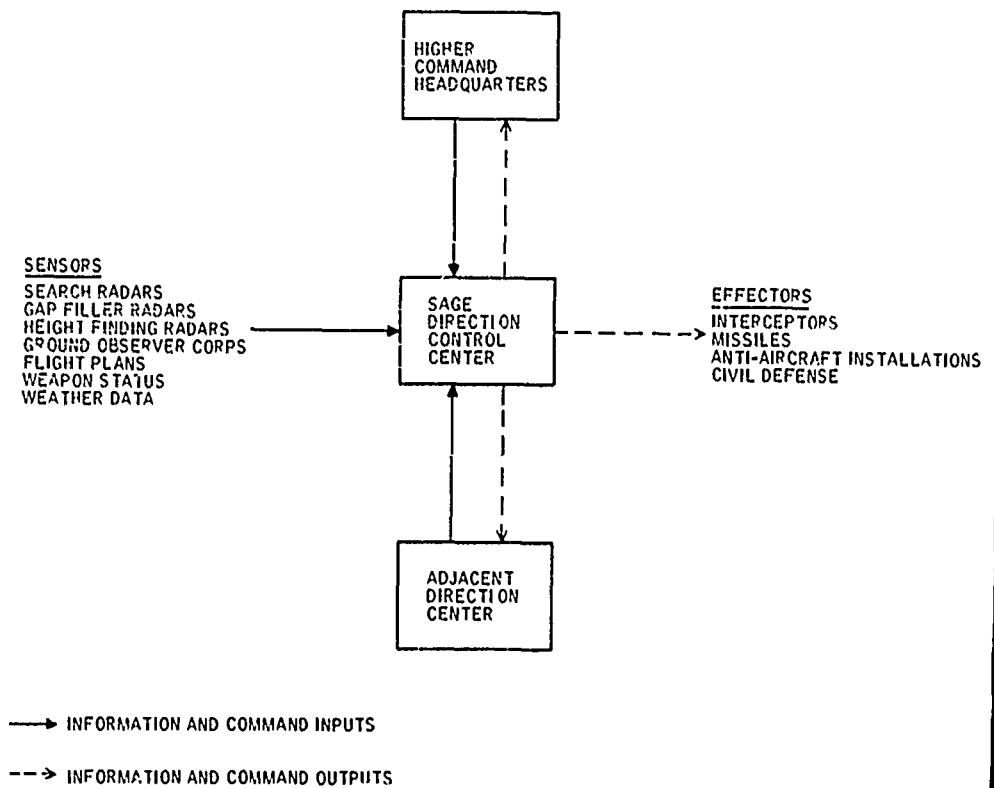 HIGHER
COMMAND
HEADQUARTERS
SENSORS
SEARCH RADARS
GAP FILLER RADARS
HEIGHT FINDING RADARS
GROUND OBSERVER CORPS
FLIGHT PLANS
WEAPON STATUS
WEATHER DATA
SAGE
DIRECTION
CONTROL
CENTER
EFFECTORS
INTERCEPTORS
MISSILES
ANTI-AIRCRAFT INSTALLATIONS
CIVIL DEFENSE
ADJACENT
DIRECTION
CENTER
INFORMATION AND COMMAND INPUTS
INFORMATION AND COMMAND OUTPUTS